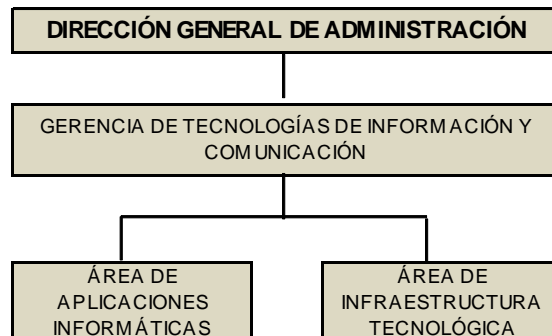 DIRECCIÓN GENERAL DE ADMINISTRACIÓN
GERENCIA DE TECNOLOGÍAS DE INFORMACIÓN Y
COMUNICACIÓN
ÁREA DE
APLICACIONES
INFORMÁTICAS
ÁREA DE
INFRAESTRUCTURA
TECNOLÓGICA